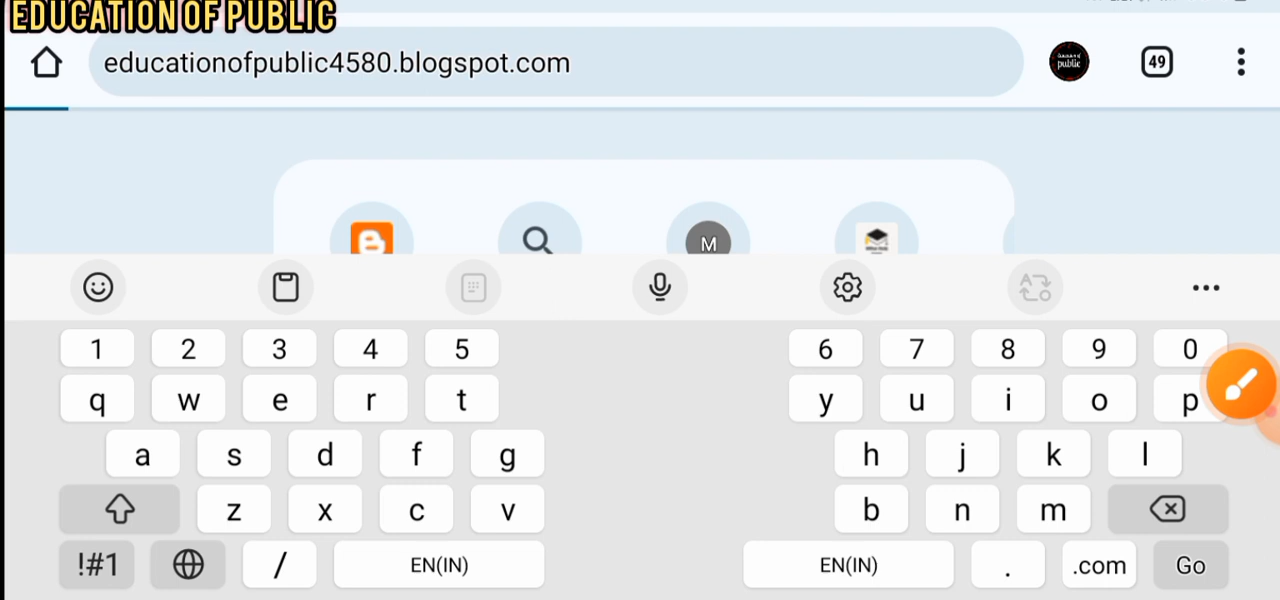 EDUCATION OF PUBLIC
educationofpublic4580.blogspot.com
public
49
M
1 2 3 4 5 6 7 8 9 0
q w e r t y u i o p
a s d f g h j k l
z x c v b n m
!#1 / EN(IN) EN(IN) . .com Go